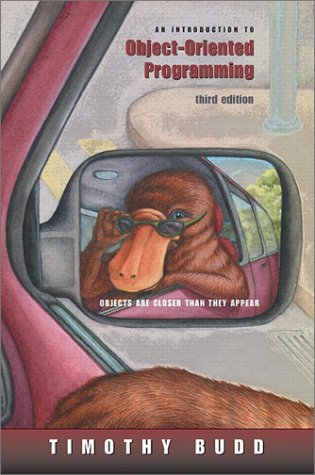 AN INTRODUCTION TO
Object-Oriented
Programming
third edition
OBJECTS ARE CLOSER THAN THEY APPEAR
TIMOTHY BUDD